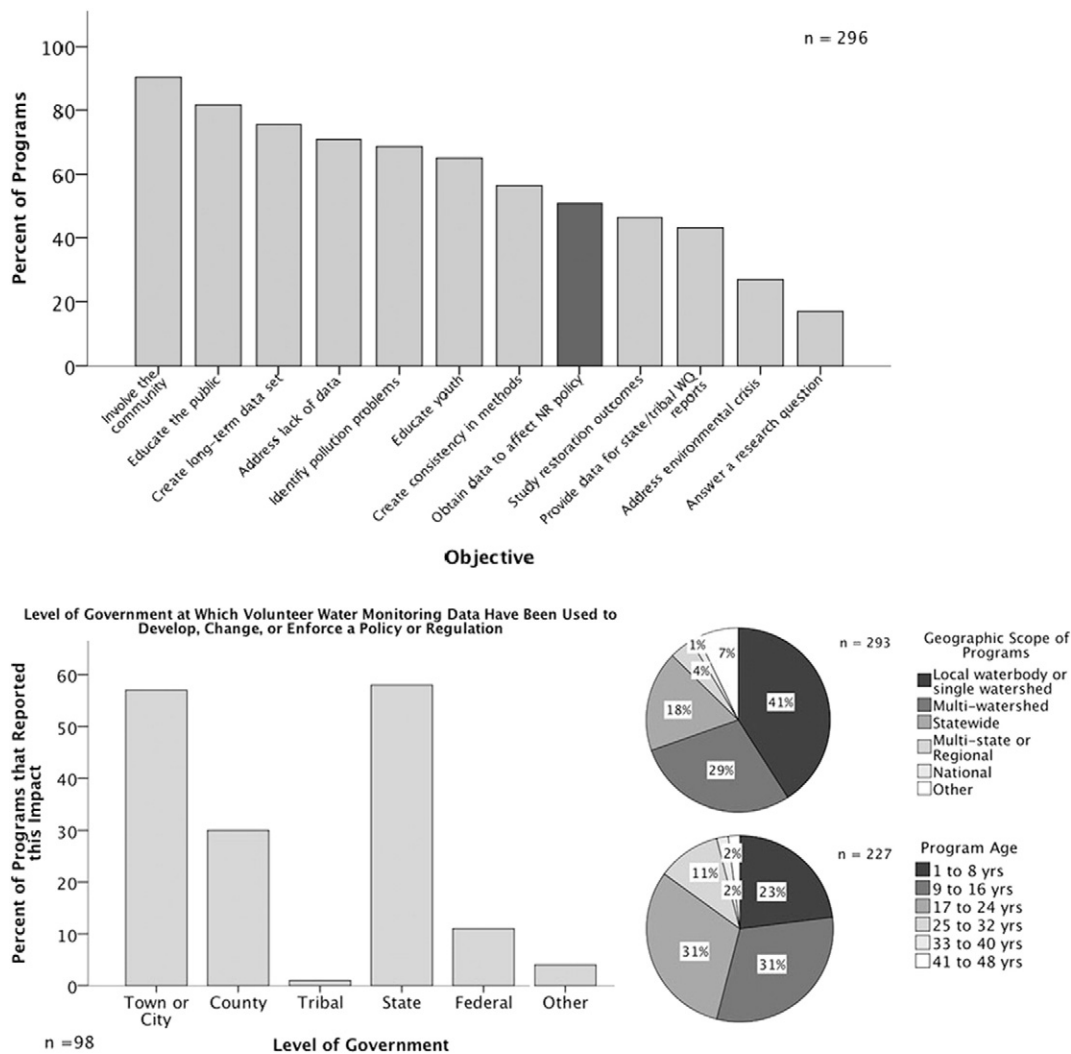 n = 296
Percent of Programs
100
80
60
40
20
0
Involve the
community
Educate the public
Create long-term data set
Address lack of data
Identify pollution problems
Educate youth
Create consistency in methods
Obtain data to affect NR policy
Study restoration outcomes
Provide data for state/tribal WQ
reports
Address environmental crisis
Answer a research question
Objective
Level of Government at Which Volunteer Water Monitoring Data Have Been Used to
Develop, Change, or Enforce a Policy or Regulation
Percent of Programs that Reported
this Impact
60
50
40
30
20
10
0
Town or
City
County
Tribal
State
Federal
Other
n =98
Level of Government
1%
7%
4%
18%
41%
29%
n = 293
Geographic Scope of
Programs
Local waterbody or
single watershed
Multi-watershed
Statewide
Multi-state or
Regional
National
Other
2%
11%
2%
23%
31%
31%
n = 227
Program Age
1 to 8 yrs
9 to 16 yrs
17 to 24 yrs
25 to 32 yrs
33 to 40 yrs
41 to 48 yrs